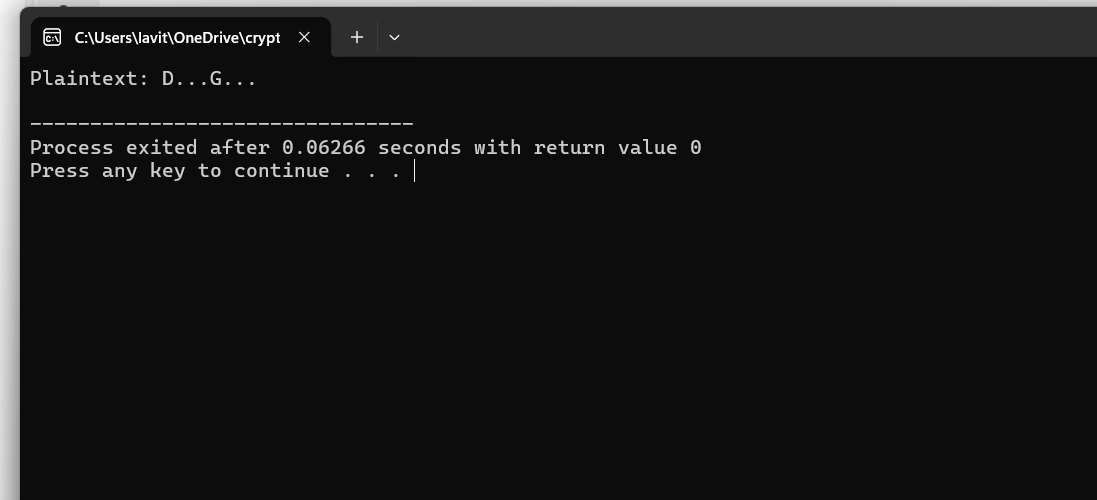 C:\Users\lavit\OneDrive\crypt
Plaintext: D...G...
--------------------------------
Process exited after 0.06266 seconds with return value 0
Press any key to continue . . .